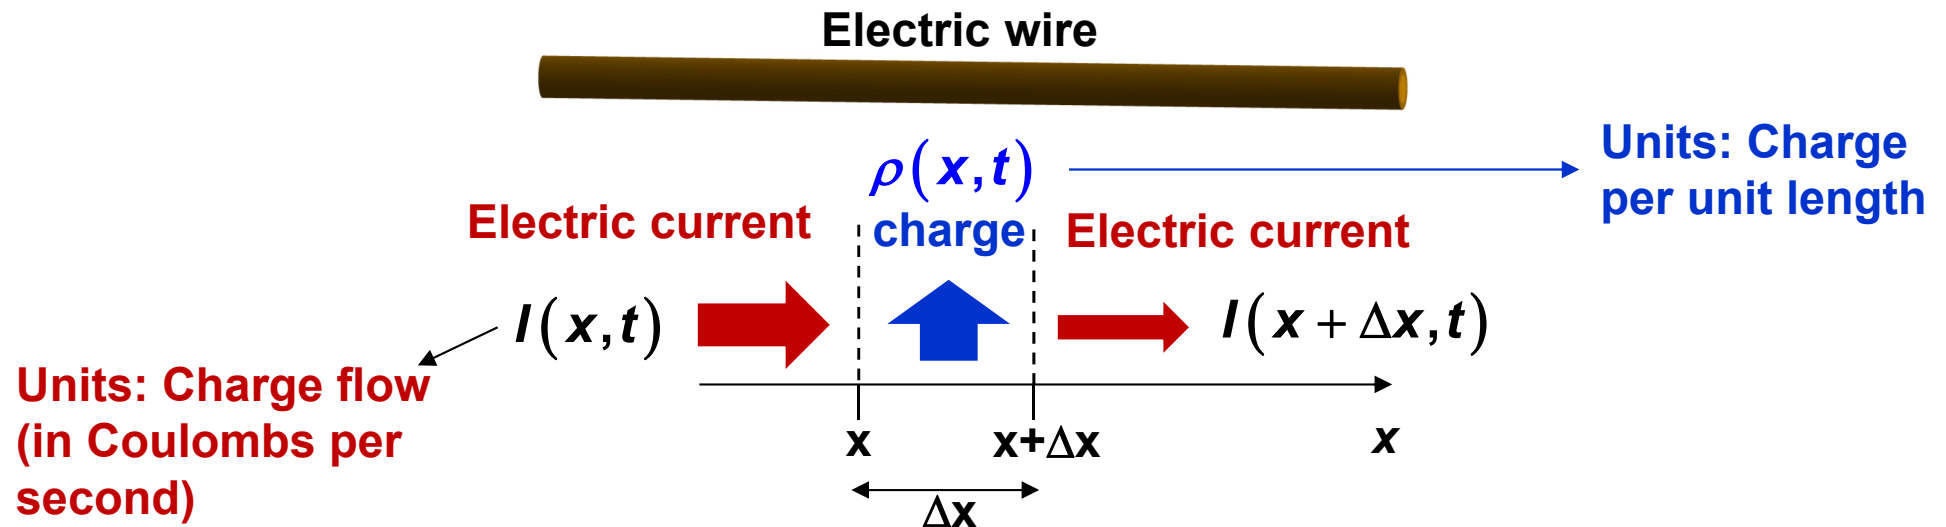 Electric wire
ρ(x,t)
Units: Charge
per unit length
Electric current
charge
Electric current
I(x,t)
I(x + Δx,t)
Units: Charge flow
(in Coulombs per
second)
x
x+Δx
x
Δx